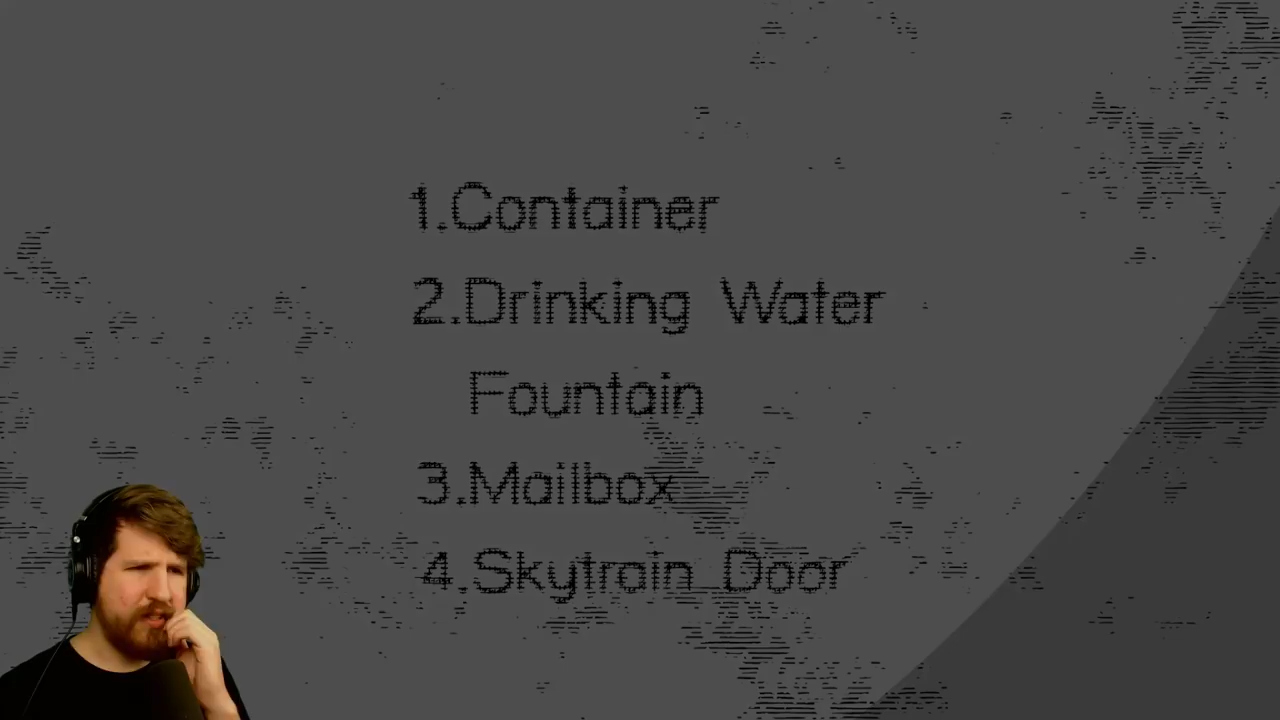 1.Container
2.Drinking Water
Fountain
3.Mailbox
4.Skytrain Door